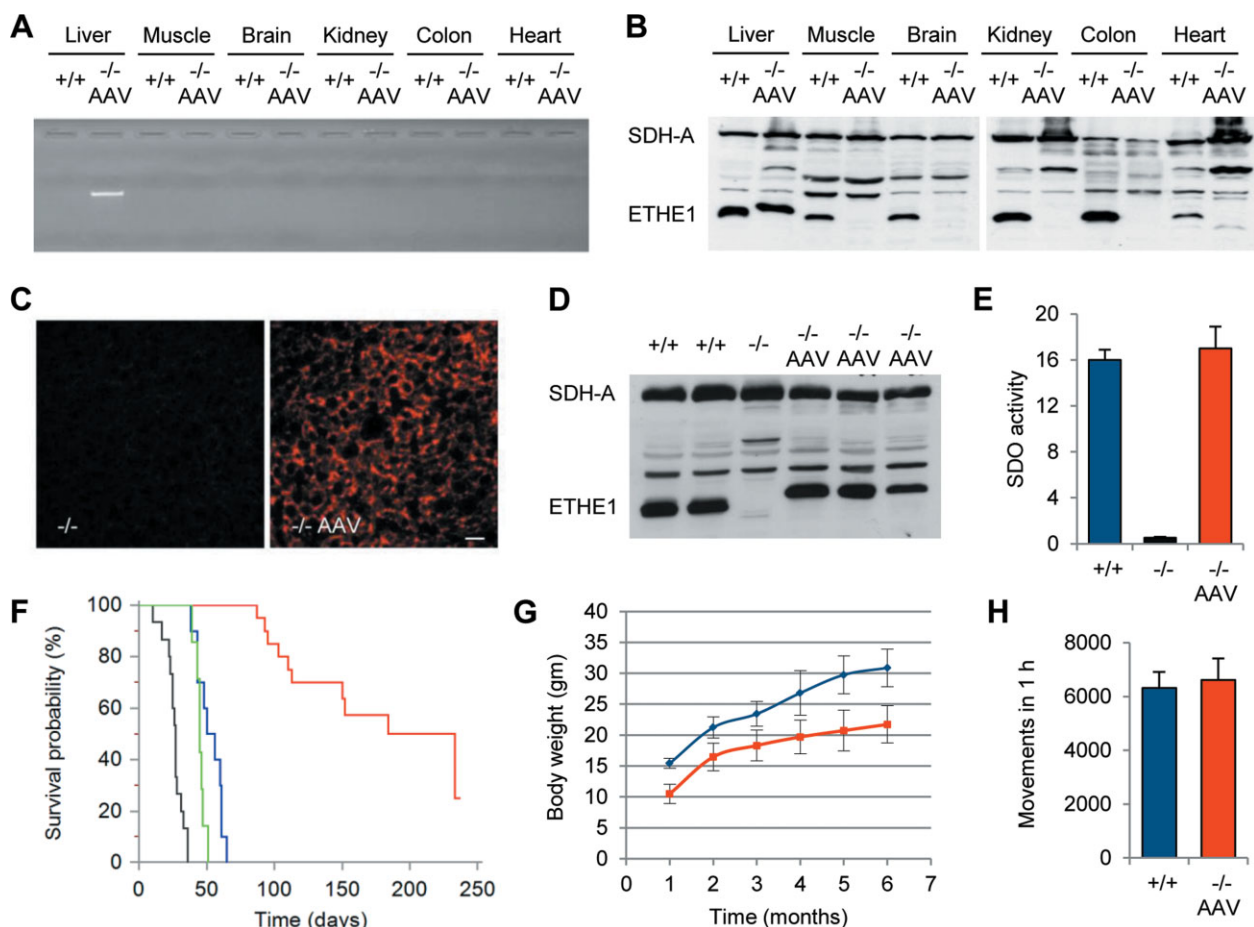 A
Liver Muscle Brain Kidney Colon Heart
+/+ -/- AAV +/+ -/- AAV +/+ -/- AAV +/+ -/- AAV +/+ -/- AAV +/+ -/- AAV
B
Liver Muscle Brain Kidney Colon Heart
+/+ -/- AAV +/+ -/- AAV +/+ -/- AAV +/+ -/- AAV +/+ -/- AAV +/+ -/- AAV
SDH-A
ETHE1
C
-/-
-/- AAV
D
+/+ +/+ -/- -/- AAV -/- AAV -/- AAV
SDH-A
ETHE1
E
SDO activity
20
16
12
8
4
0
+/+ -/- -/- AAV
F
Survival probability (%)
100
80
60
40
20
0
0 50 100 150 200 250
Time (days)
G
Body weight (gm)
40
35
30
25
20
15
10
5
0
0 1 2 3 4 5 6 7
Time (months)
H
Movements in 1 h
8000
6000
4000
2000
0
+/+ -/- AAV